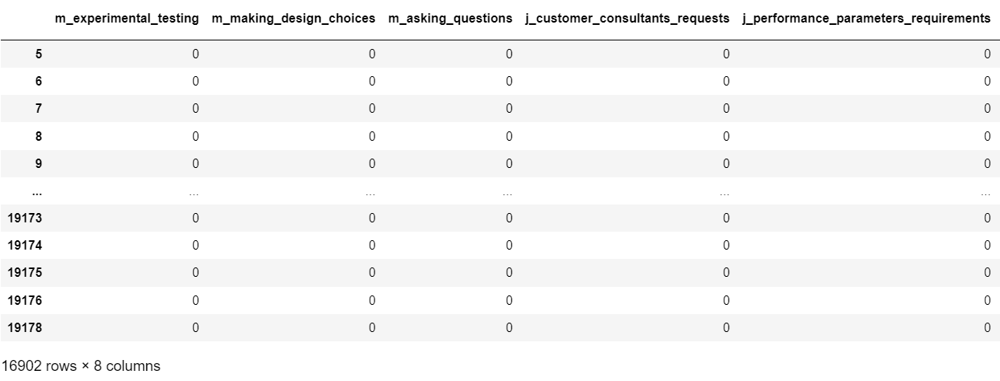 m_experimental_testing m_making_design_choices m_asking_questions j_customer_consultants_requests j_performance_parameters_requirements
5 0 0 0 0 0
6 0 0 0 0 0
7 0 0 0 0 0
8 0 0 0 0 0
9 0 0 0 0 0
... ... ... ... ... ...
19173 0 0 0 0 0
19174 0 0 0 0 0
19175 0 0 0 0 0
19176 0 0 0 0 0
19178 0 0 0 0 0
16902 rows × 8 columns